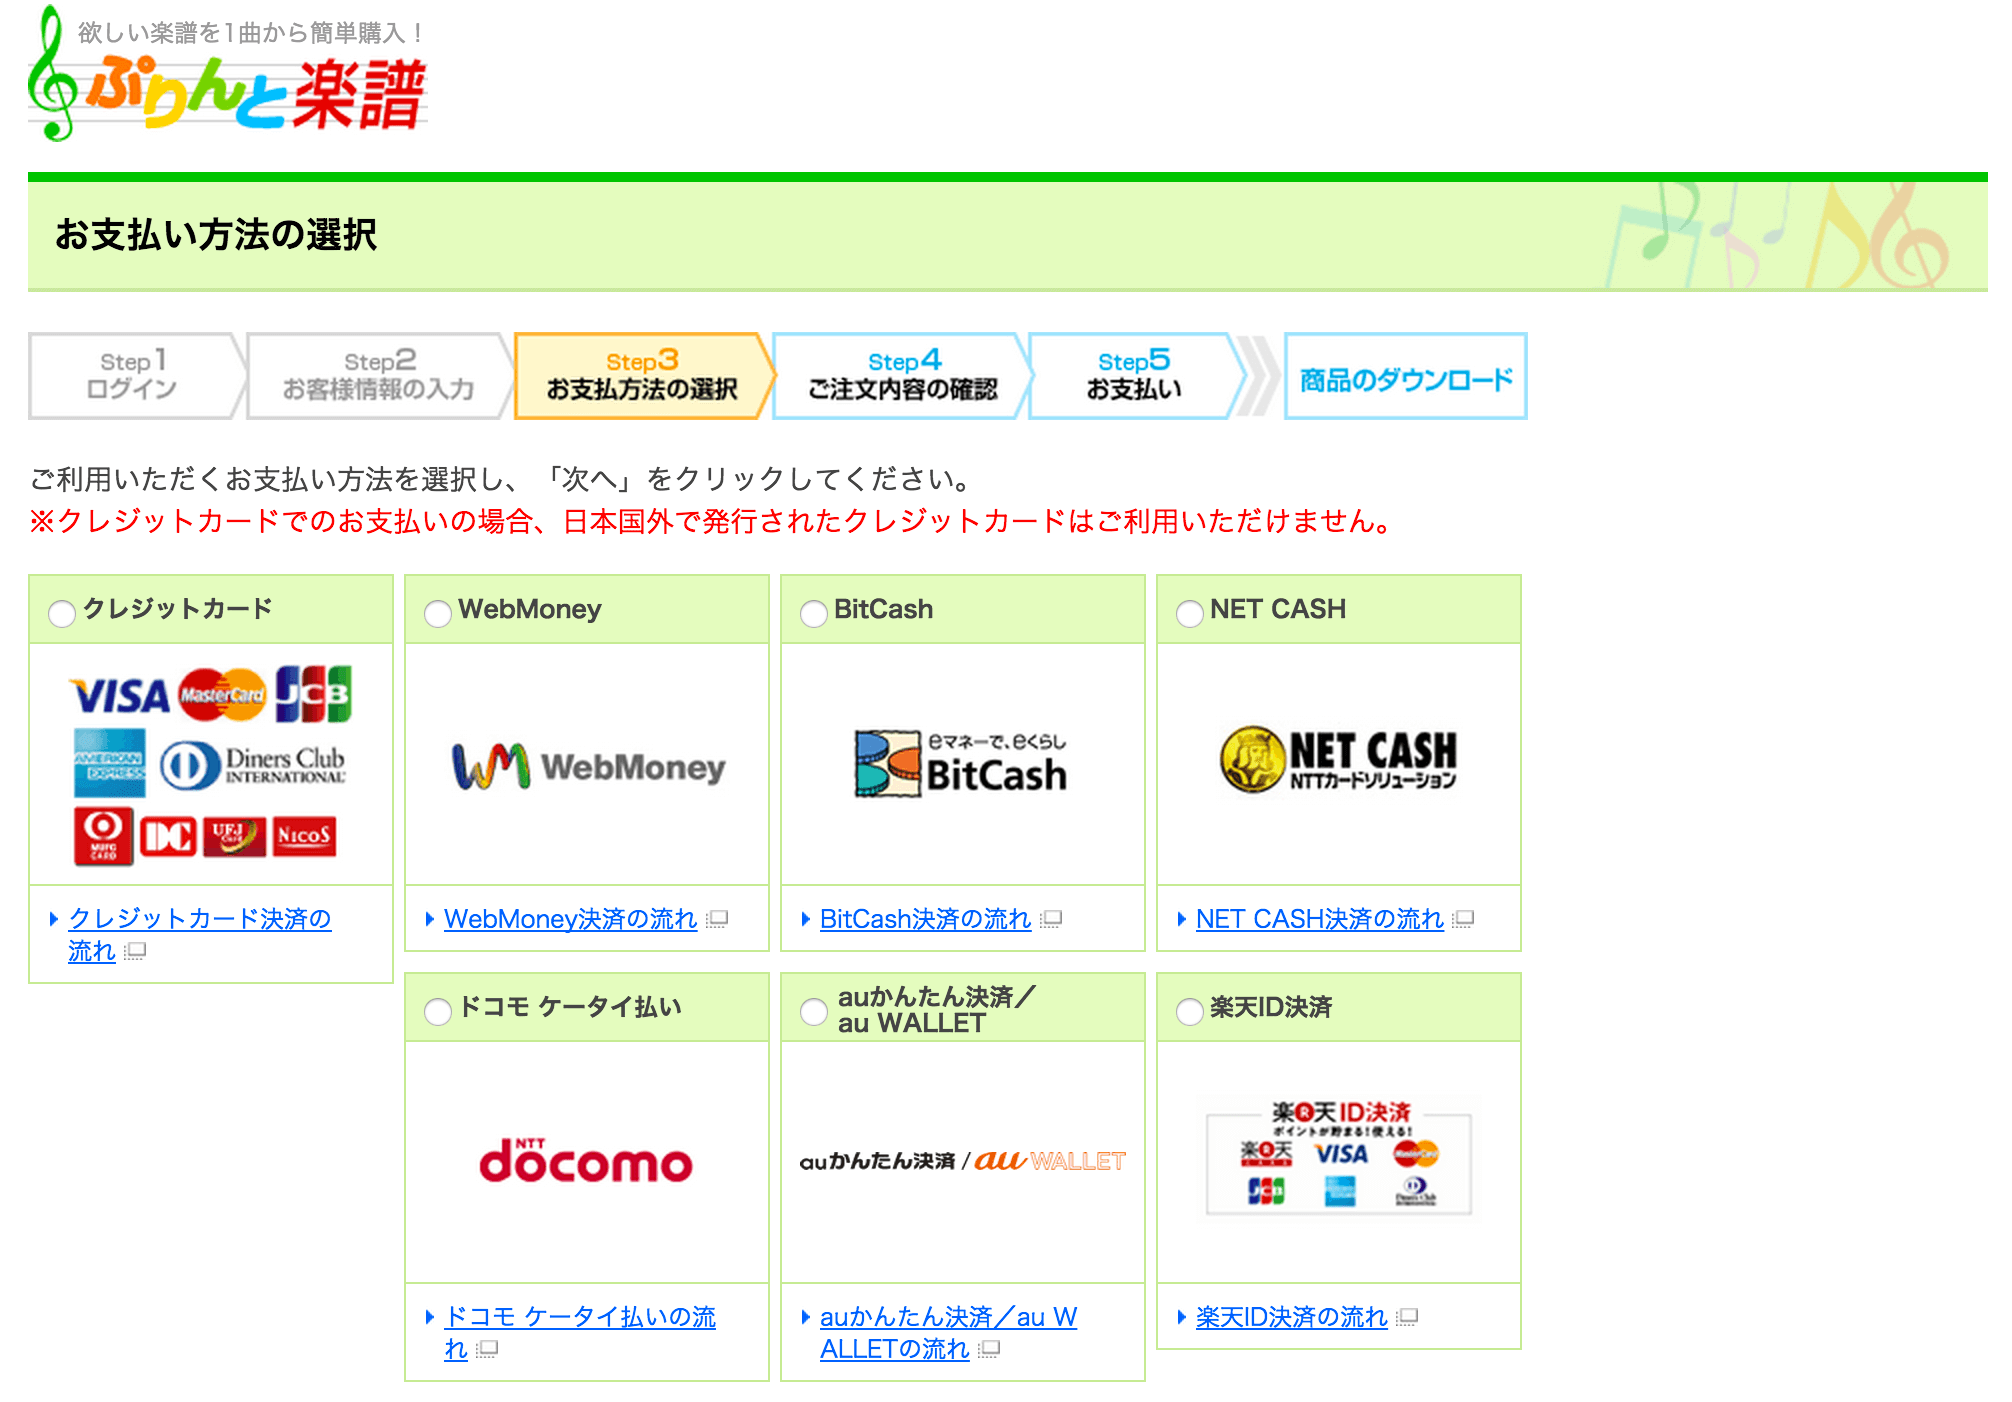 欲しい楽譜を1曲から簡単購入！
ぷりんと楽譜
お支払い方法の選択
Step1
ログイン
Step2
お客様情報の入力
Step3
お支払方法の選択
Step4
ご注文内容の確認
Step5
お支払い
商品のダウンロード
ご利用いただくお支払い方法を選択し、「次へ」をクリックしてください。
※クレジットカードでのお支払いの場合、日本国外で発行されたクレジットカードはご利用いただけません。
クレジットカード
VISA MasterCard JCB
AMERICAN EXPRESS
Diners Club
INTERNATIONAL
MUFG CARD
DC
UFJ Card
NICOS
クレジットカード決済の
流れ
WebMoney
WebMoney
WebMoney決済の流れ
BitCash
eマネーで、eくらし
BitCash
BitCash決済の流れ
NET CASH
NET CASH
NTTカードソリューション
NET CASH決済の流れ
ドコモ ケータイ払い
NTT
docomo
ドコモ ケータイ払いの流
れ
auかんたん決済／
au WALLET
auかんたん決済 / au WALLET
auかんたん決済／au W
ALLETの流れ
楽天ID決済
楽R天ID決済
ポイントが貯まる！使える！
楽R天 VISA MasterCard
JCB
Diners Club
楽天ID決済の流れ